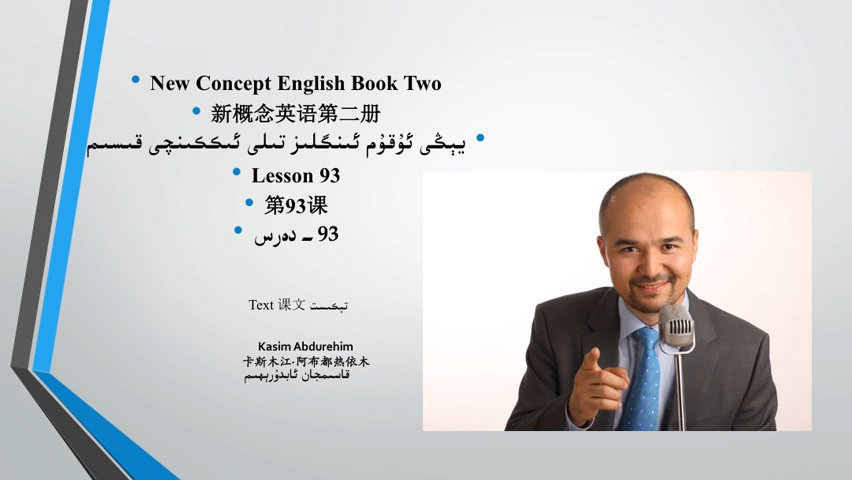 New Concept English Book Two
新概念英语第二册
يېڭى ئۇقۇم ئىنگلىز تىلى ئىككىنچى قىسىم
Lesson 93
第93课
93 ـ دەرس
Text 课文 تېكىست
Kasim Abdurehim
卡斯木江·阿布都热依木
قاسىمجان ئابدۇرېھىم